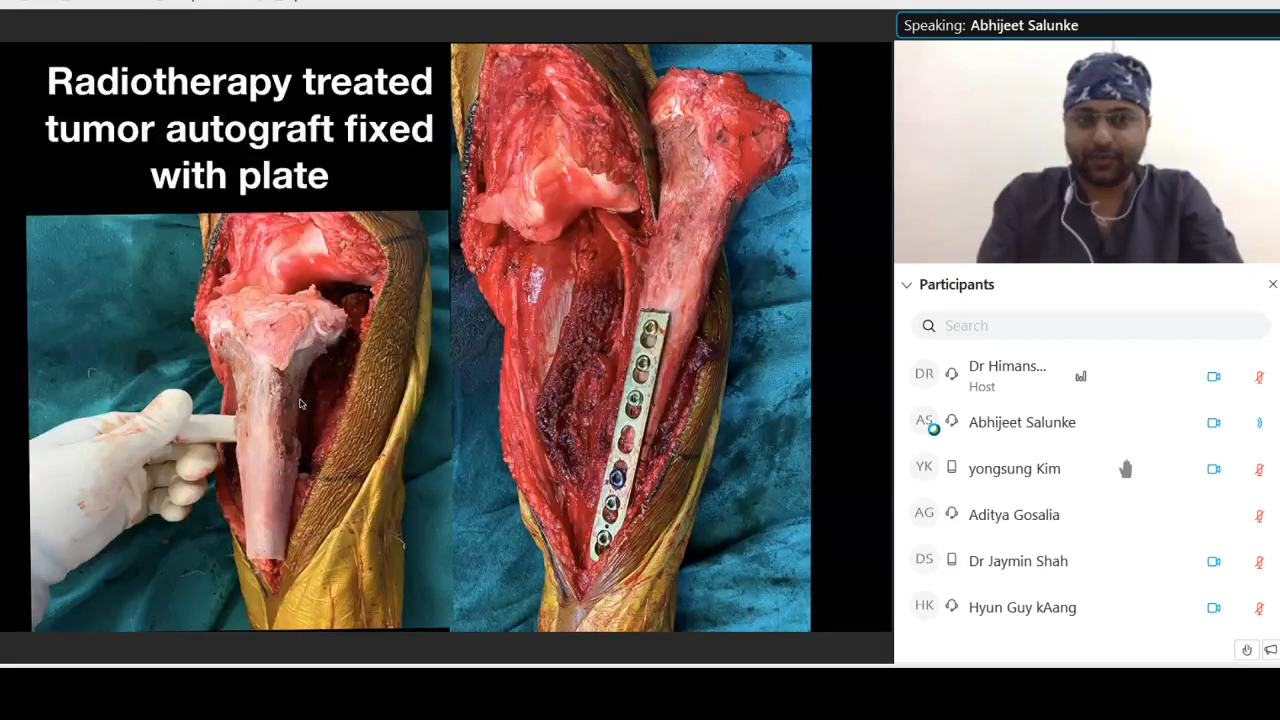 Speaking: Abhijeet Salunke
Radiotherapy treated
tumor autograft fixed
with plate
Participants
Search
DR
Dr Himans...
Host
AS
Abhijeet Salunke
YK
yongsung Kim
AG
Aditya Gosalia
DS
Dr Jaymin Shah
HK
Hyun Guy kAang